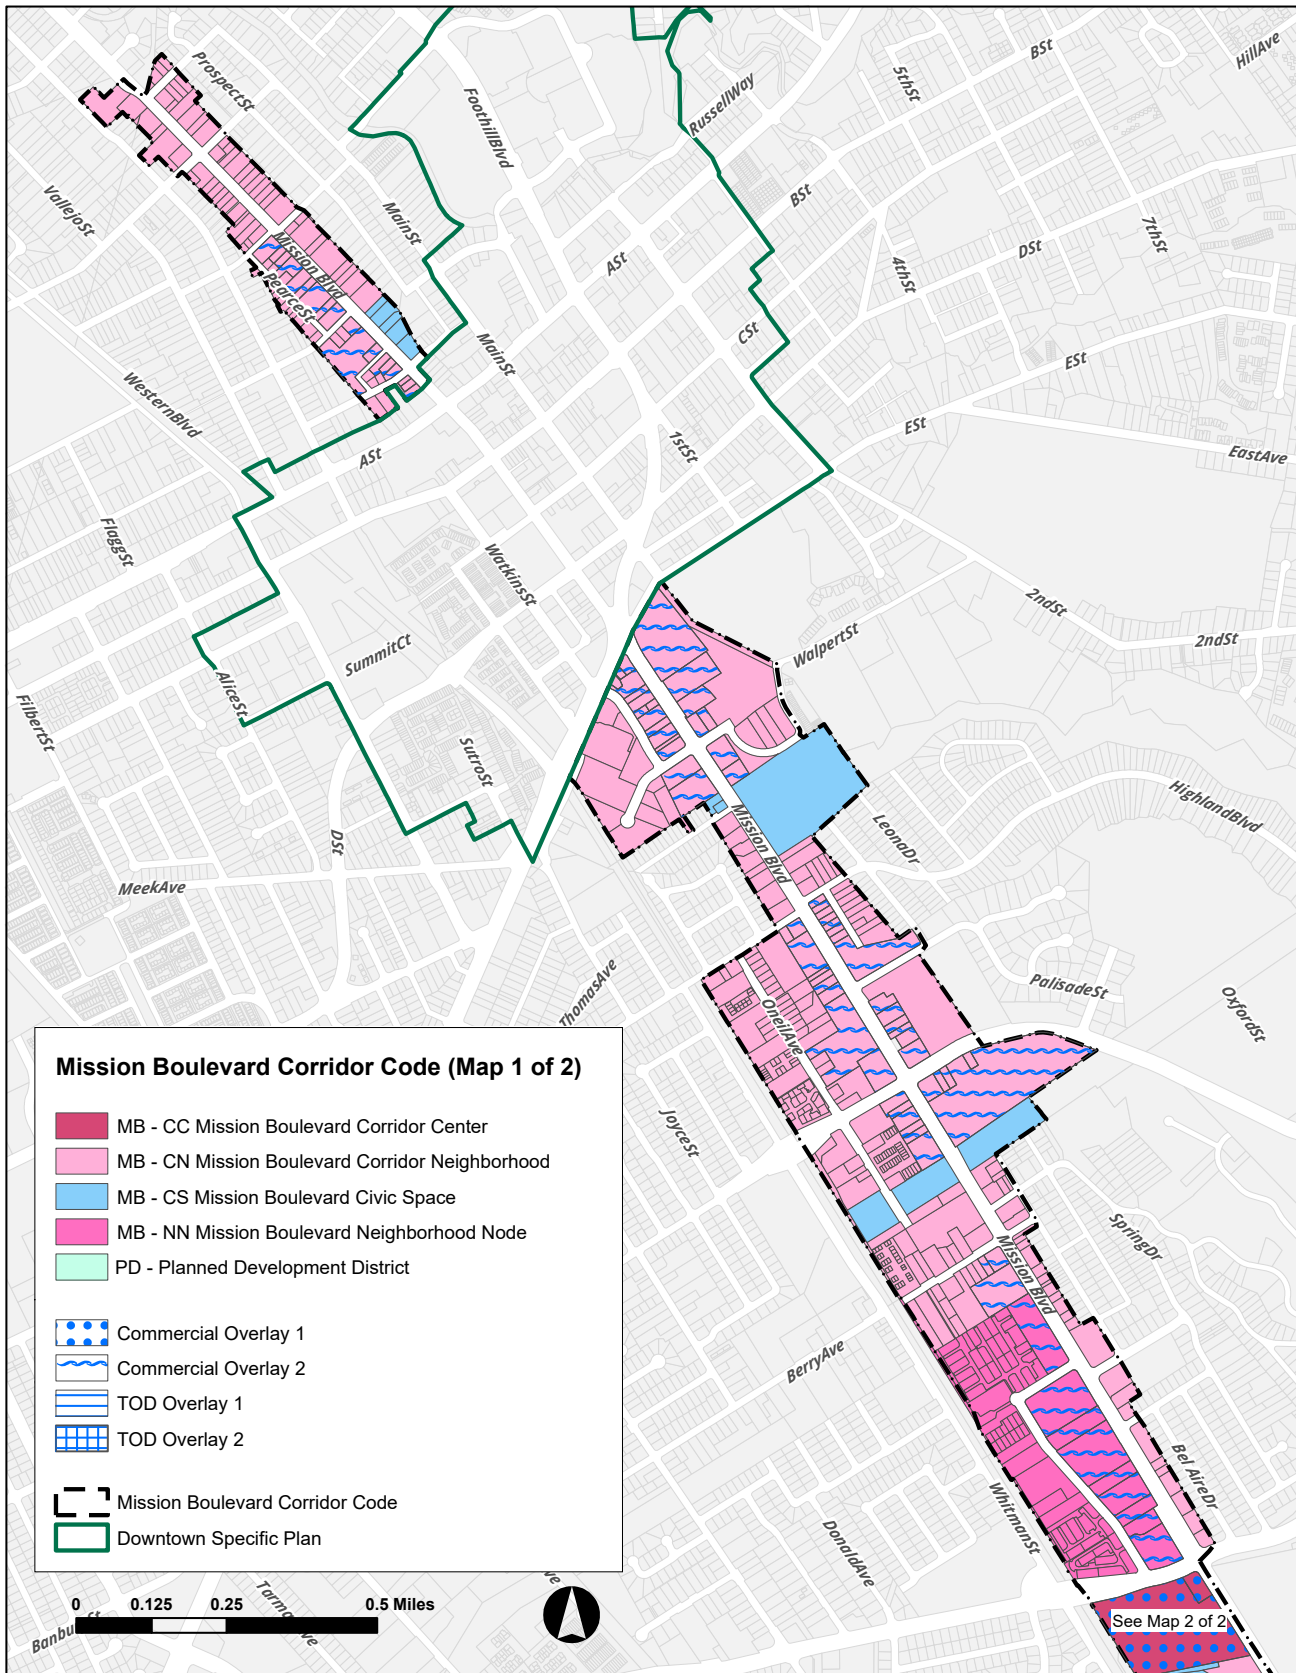 BSt
HillAve
ProspectSt
5thSt
FoothillBlvd
RussellWay
VallejoSt
MainSt
BSt
7thSt
DSt
Mission Blvd
ASt
4thSt
PearceSt
CSt
MainSt
ESt
WesternBlvd
ESt
1stSt
ASt
EastAve
FlaggSt
WatkinsSt
2ndSt
WalpertSt
2ndSt
SummitCt
AliceSt
FilbertSt
SutroSt
HighlandBlvd
Mission Blvd
LeonaDr
DSt
MeekAve
ThomasAve
PalisadeSt
OxfordSt
OneilAve
JoyceSt
SpringDr
Mission Blvd
BerryAve
Bel AireDr
WhitmanSt
DonaldAve
Mission Boulevard Corridor Code (Map 1 of 2)
MB - CC Mission Boulevard Corridor Center
MB - CN Mission Boulevard Corridor Neighborhood
MB - CS Mission Boulevard Civic Space
MB - NN Mission Boulevard Neighborhood Node
PD - Planned Development District
Commercial Overlay 1
Commercial Overlay 2
TOD Overlay 1
TOD Overlay 2
Mission Boulevard Corridor Code
Downtown Specific Plan
0 0.125 0.25 0.5 Miles
See Map 2 of 2